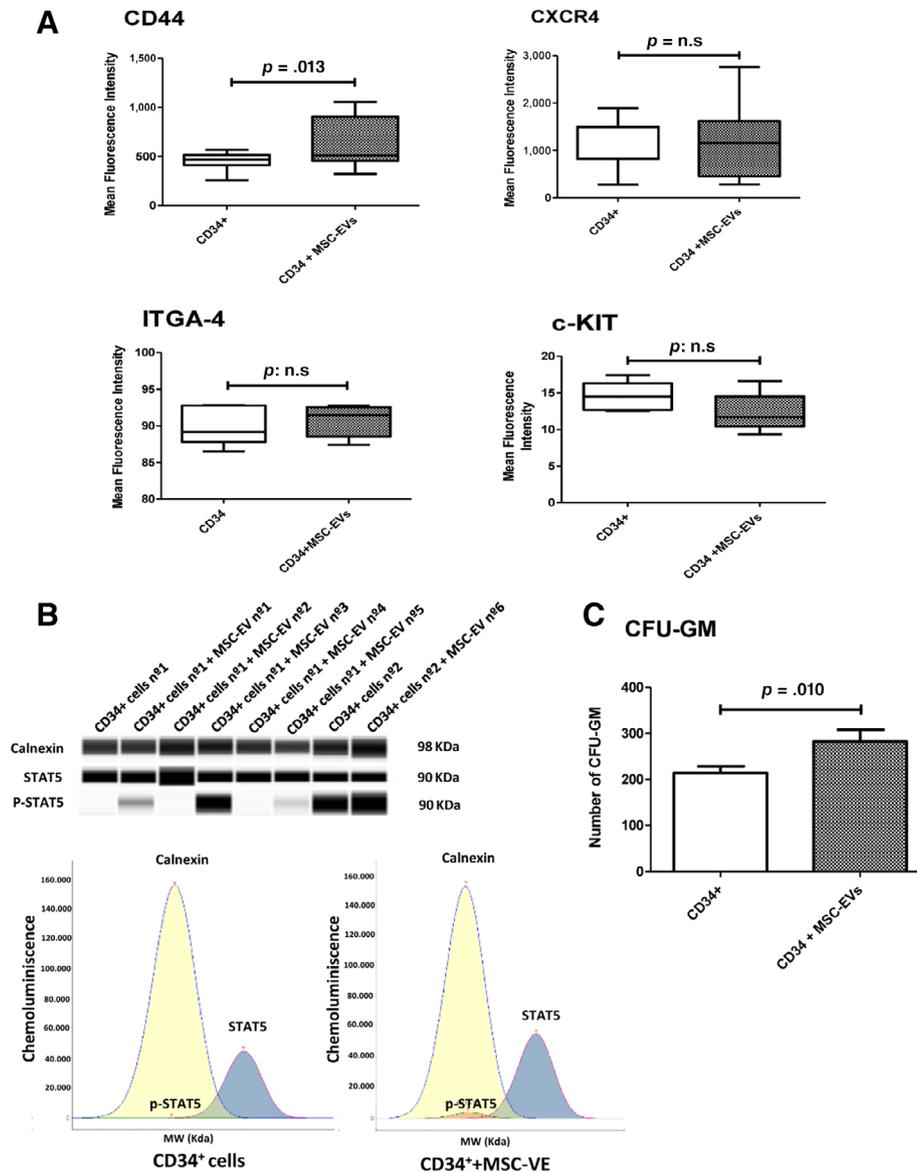 A
CD44
Mean Fluorescence Intensity
1,500
1,000
500
0
p = .013
CD34+
CD34 + MSC-EVs
CXCR4
Mean Fluorescence Intensity
3,000
2,000
1,000
0
p = n.s
CD34+
CD34 +MSC-EVs
ITGA-4
Mean Fluorescence Intensity
100
95
90
85
80
p: n.s
CD34
CD34+MSC-EVs
c-KIT
Mean Fluorescence
Intensity
20
15
10
5
0
p: n.s
CD34+
CD34 +MSC-EVs
B
CD34+ cells nº1
CD34+ cells nº1 + MSC-EV nº1
CD34+ cells nº1 + MSC-EV nº2
CD34+ cells nº1 + MSC-EV nº3
CD34+ cells nº1 + MSC-EV nº4
CD34+ cells nº1 + MSC-EV nº5
CD34+ cells nº2
CD34+ cells nº2 + MSC-EV nº6
Calnexin 98 KDa
STAT5 90 KDa
P-STAT5 90 KDa
Calnexin
Chemoluminiscence
160.000
140.000
120.000
100.000
80.000
60.000
40.000
20.000
0
STAT5
p-STAT5
MW (Kda)
CD34+ cells
Calnexin
Chemoluminiscence
160.000
140.000
120.000
100.000
80.000
60.000
40.000
20.000
0
STAT5
p-STAT5
MW (Kda)
CD34++MSC-VE
C
CFU-GM
Number of CFU-GM
400
300
200
100
0
p = .010
CD34+
CD34 + MSC-EVs